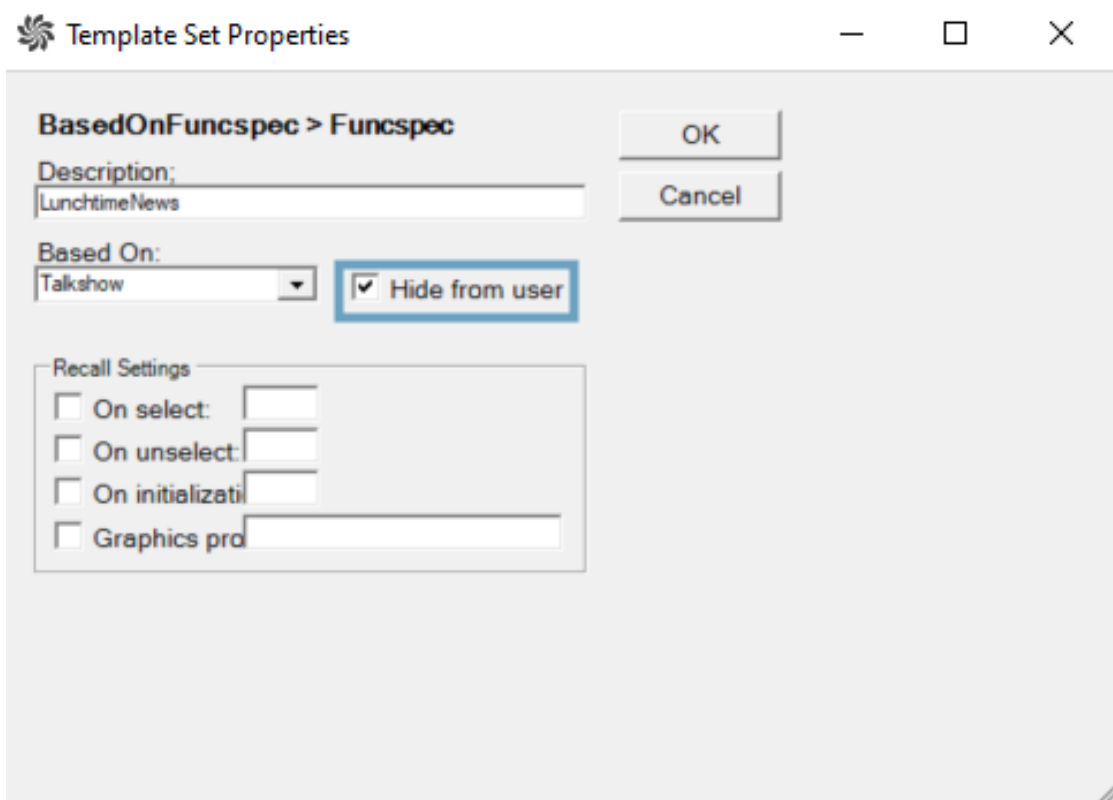 Template Set Properties
BasedOnFuncspec > Funcspec
OK
Description;
LunchtimeNews
Cancel
Based On:
Talkshow
Hide from user
Recall Settings
On select:
On unselect:
On initializati
Graphics pro